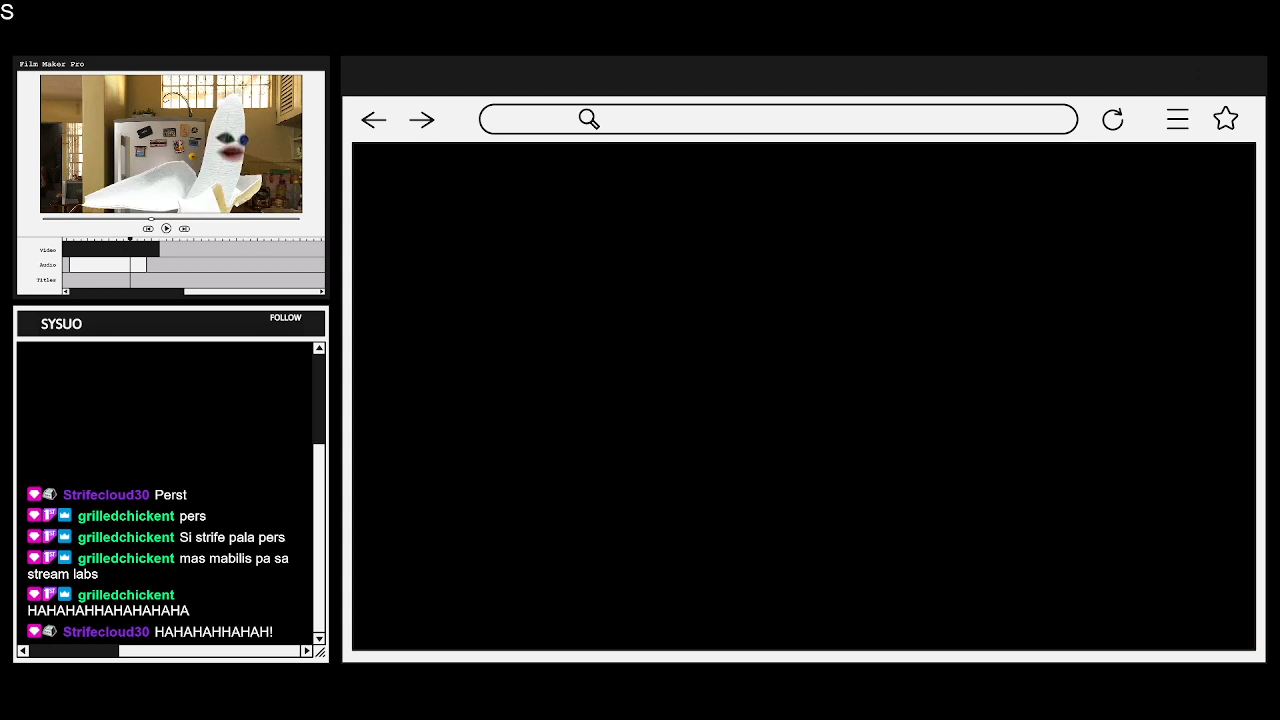 S
Film Maker Pro
Video
Audio
Titles
SYSUO
FOLLOW
Strifecloud30 Perst
grilledchickent pers
grilledchickent Si strife pala pers
grilledchickent mas mabilis pa sa
stream labs
grilledchickent
HAHAHAHHAHAHAHAHA
Strifecloud30 HAHAHAHHAHAH!